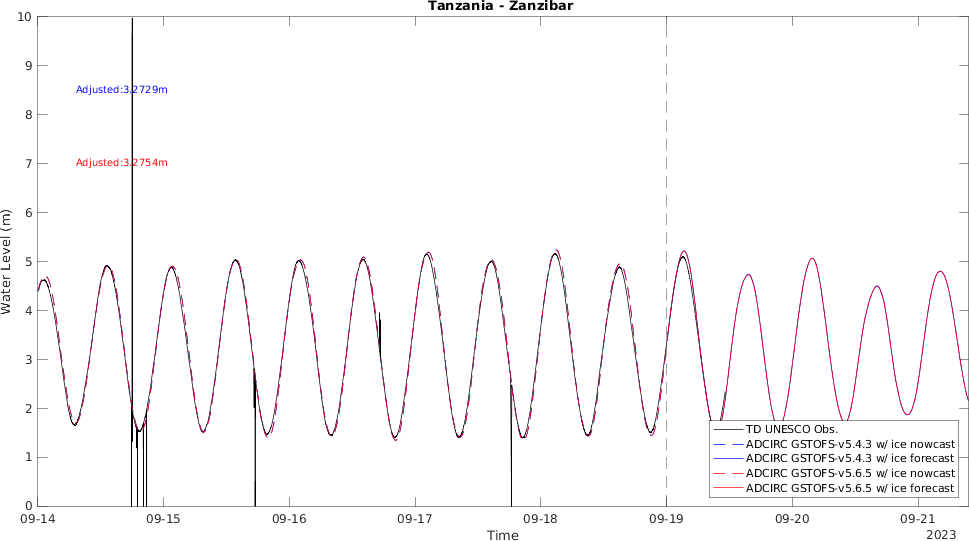 Tanzania - Zanzibar
10
9
8
7
6
5
4
3
2
1
0
Water Level (m)
Adjusted:3.2729m
Adjusted:3.2754m
TD UNESCO Obs.
ADCIRC GSTOFS-v5.4.3 w/ ice nowcast
ADCIRC GSTOFS-v5.4.3 w/ ice forecast
ADCIRC GSTOFS-v5.6.5 w/ ice nowcast
ADCIRC GSTOFS-v5.6.5 w/ ice forecast
09-14 09-15 09-16 09-17 09-18 09-19 09-20 09-21
Time
2023